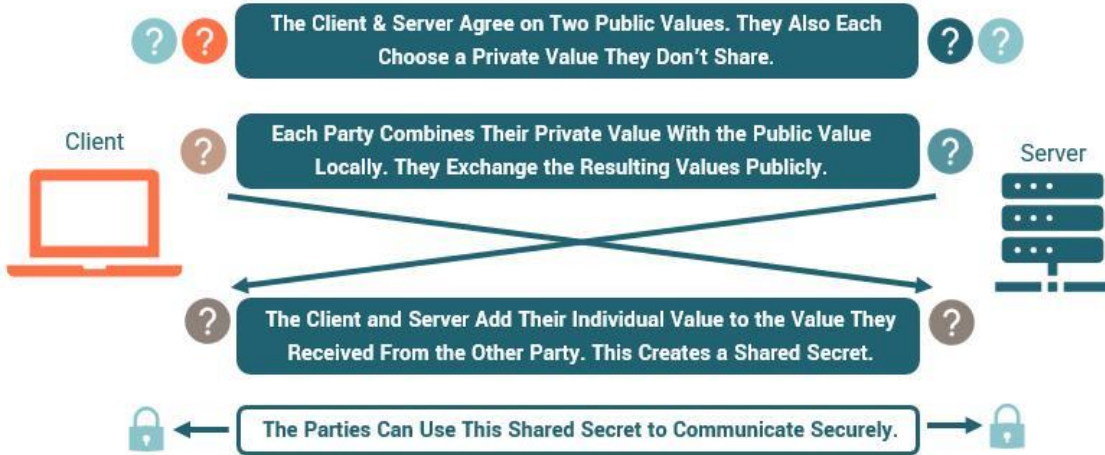 ? ? The Client & Server Agree on Two Public Values. They Also Each ? ?
Choose a Private Value They Don't Share.
Client
? Each Party Combines Their Private Value With the Public Value ?
Locally. They Exchange the Resulting Values Publicly.
Server
? The Client and Server Add Their Individual Value to the Value They ?
Received From the Other Party. This Creates a Shared Secret.
The Parties Can Use This Shared Secret to Communicate Securely.